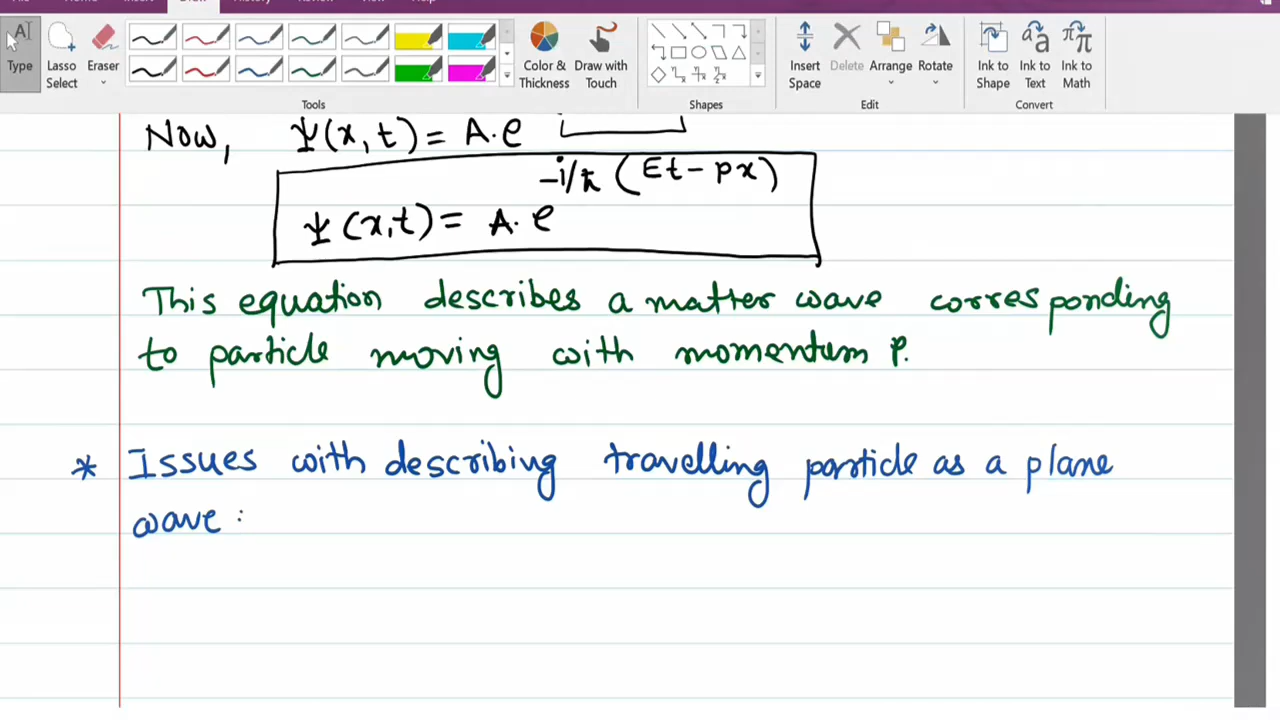 Type
Lasso Select
Eraser
Color & Thickness
Draw with Touch
Insert Space
Delete
Arrange
Rotate
Ink to Shape
Ink to Text
Ink to Math
Tools
Shapes
Edit
Convert
Now, Ψ(x,t) = A·e
Ψ(x,t) = A·e^{-i/ħ (Et-px)}
This equation describes a matter wave corresponding
to particle moving with momentum P.
* Issues with describing travelling particle as a plane
wave :